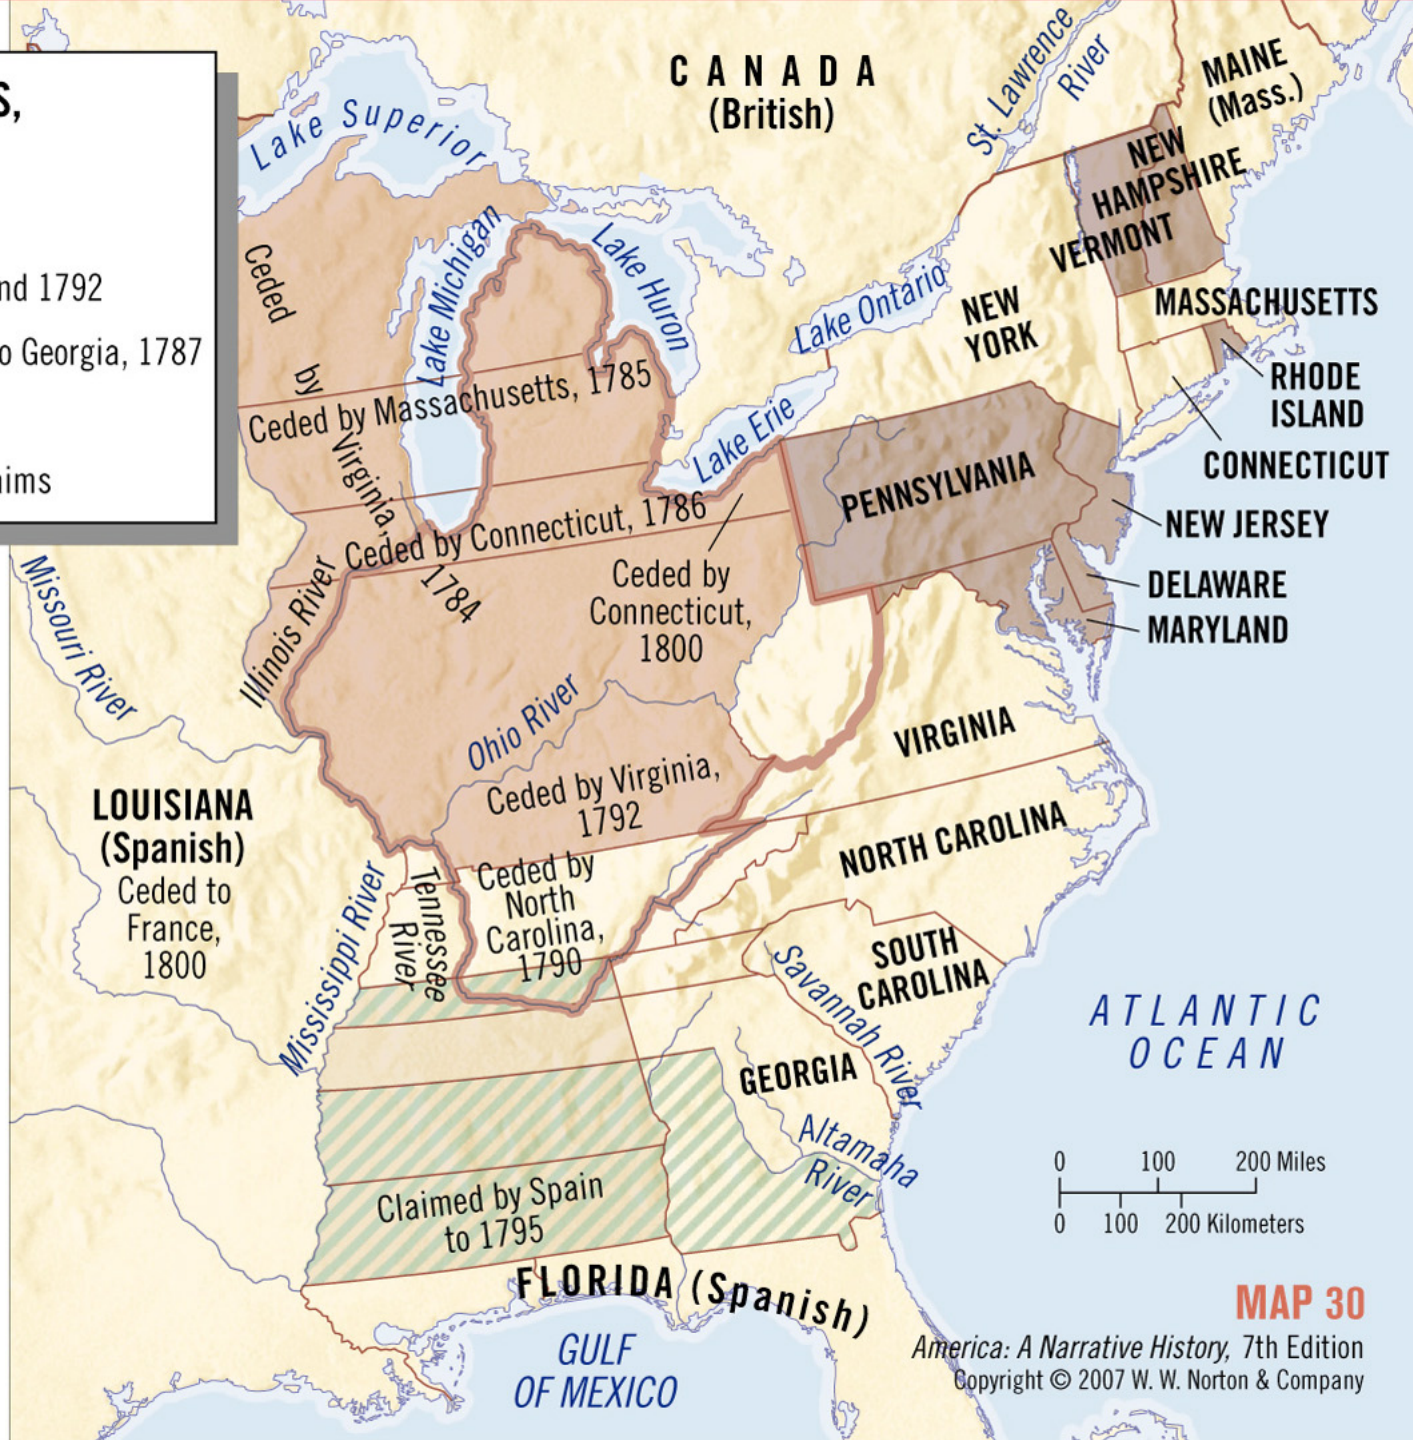 S,
nd 1792
o Georgia, 1787
aims
CANADA
(British)
St. Lawrence
River
MAINE
(Mass.)
Lake Superior
NEW
HAMPSHIRE
VERMONT
Lake Michigan
Lake Huron
Lake Ontario
NEW
YORK
MASSACHUSETTS
RHODE
ISLAND
CONNECTICUT
Ceded
by
Virginia,
1784
Ceded by Massachusetts, 1785
Lake Erie
PENNSYLVANIA
NEW JERSEY
DELAWARE
MARYLAND
Ceded by Connecticut, 1786
Ceded by
Connecticut,
1800
Missouri River
Illinois River
Ohio River
VIRGINIA
Ceded by Virginia,
1792
LOUISIANA
(Spanish)
Ceded to
France,
1800
NORTH CAROLINA
Mississippi River
Tennessee
River
Ceded by
North
Carolina,
1790
SOUTH
CAROLINA
Savannah River
ATLANTIC
OCEAN
GEORGIA
Altamaha
River
Claimed by Spain
to 1795
0 100 200 Miles
0 100 200 Kilometers
FLORIDA (Spanish)
GULF
OF MEXICO
MAP 30
America: A Narrative History, 7th Edition
Copyright © 2007 W. W. Norton & Company